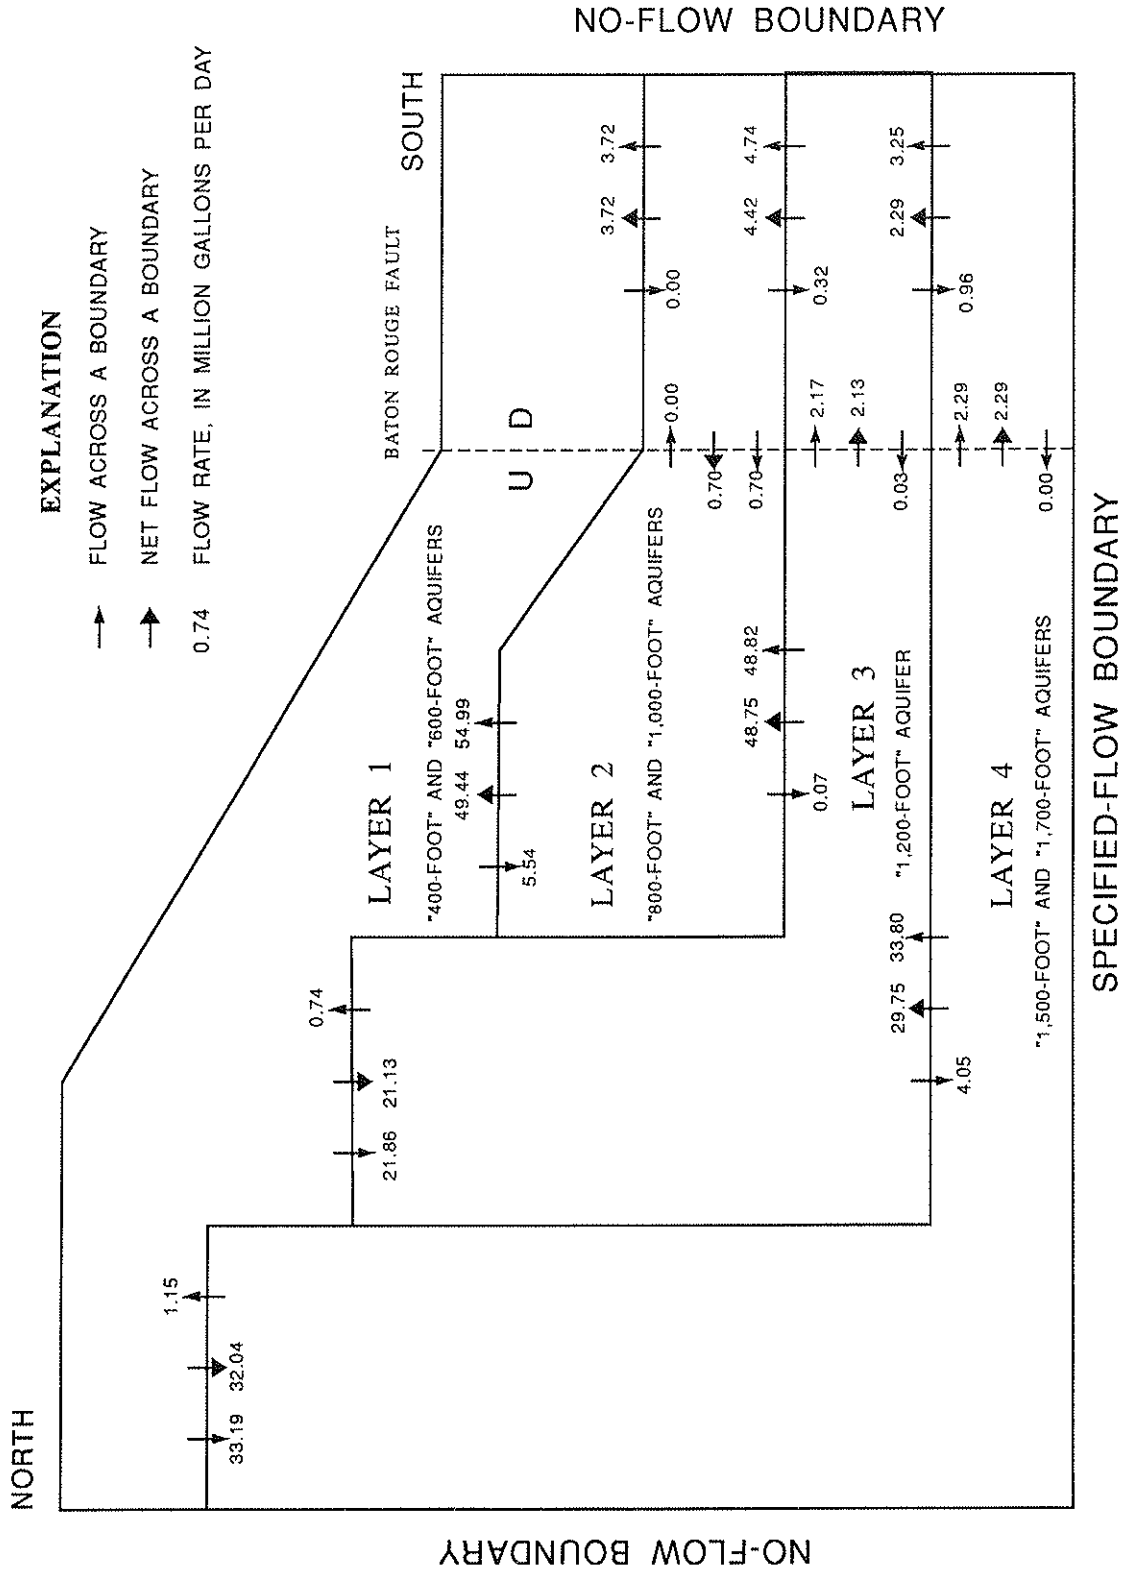 EXPLANATION
FLOW ACROSS A BOUNDARY
NET FLOW ACROSS A BOUNDARY
0.74 FLOW RATE, IN MILLION GALLONS PER DAY
NORTH
SOUTH
BATON ROUGE FAULT
U D
NO-FLOW BOUNDARY
NO-FLOW BOUNDARY
SPECIFIED-FLOW BOUNDARY
1.15
33.19 32.04
0.74
21.86 21.13
LAYER 1
"400-FOOT" AND "600-FOOT" AQUIFERS
49.44 54.99
5.54
3.72 3.72
0.00
LAYER 2
"800-FOOT" AND "1,000-FOOT" AQUIFERS
0.00
0.70
0.70
48.75 48.82
0.07
4.42 4.74
0.32
LAYER 3
"1,200-FOOT" AQUIFER
2.17
2.13
0.03
29.75 33.80
4.05
2.29 3.25
0.96
LAYER 4
"1,500-FOOT" AND "1,700-FOOT" AQUIFERS
2.29
2.29
0.00